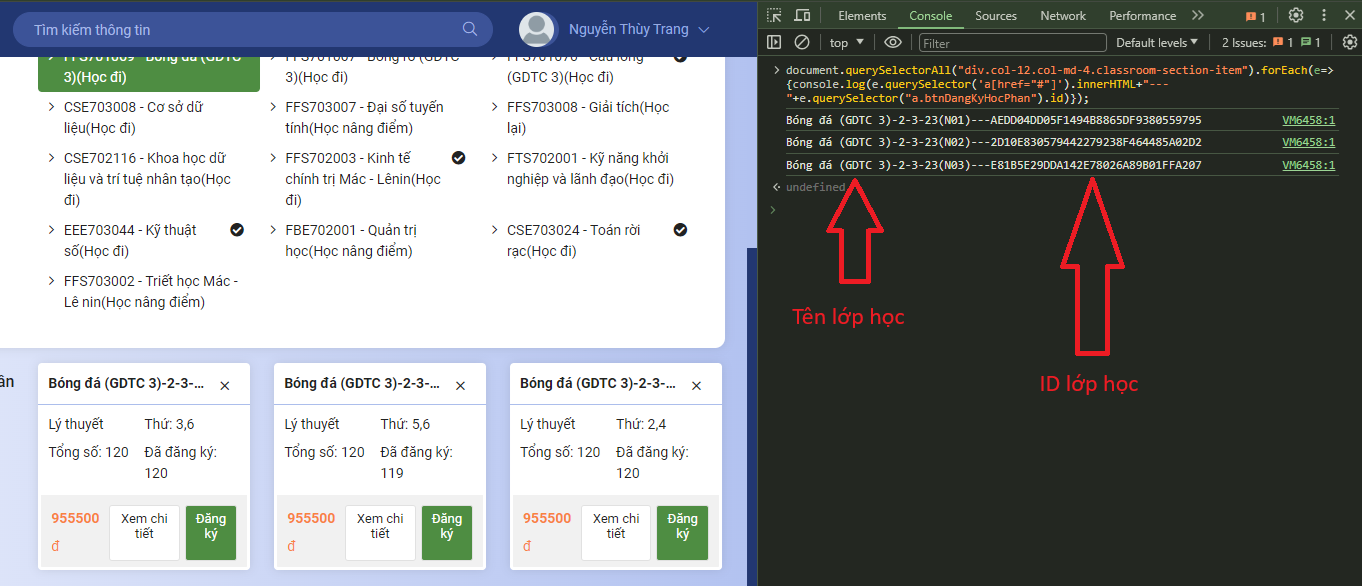 Tìm kiếm thông tin
Nguyễn Thùy Trang
3)(Học đi)
3)(Học đi)
(GDTC 3)(Học đi)
CSE703008 - Cơ sở dữ
liệu(Học đi)
FFS703007 - Đại số tuyến
tính(Học nâng điểm)
FFS703008 - Giải tích(Học
lại)
CSE702116 - Khoa học dữ
liệu và trí tuệ nhân tạo(Học
đi)
FFS702003 - Kinh tế
chính trị Mác - Lênin(Học
đi)
FTS702001 - Kỹ năng khởi
nghiệp và lãnh đạo(Học đi)
EEE703044 - Kỹ thuật
số(Học đi)
FBE702001 - Quản trị
học(Học nâng điểm)
CSE703024 - Toán rời
rạc(Học đi)
FFS703002 - Triết học Mác -
Lê nin(Học nâng điểm)
ần
Bóng đá (GDTC 3)-2-3-...
Lý thuyết Thứ: 3,6
Tổng số: 120 Đã đăng ký:
120
955500
đ
Xem chi
tiết
Đăng
ký
Bóng đá (GDTC 3)-2-3-...
Lý thuyết Thứ: 5,6
Tổng số: 120 Đã đăng ký:
119
955500
đ
Xem chi
tiết
Đăng
ký
Bóng đá (GDTC 3)-2-3-...
Lý thuyết Thứ: 2,4
Tổng số: 120 Đã đăng ký:
120
955500
đ
Xem chi
tiết
Đăng
ký
Elements Console Sources Network Performance 1
top Filter Default levels 2 Issues: 1 1
document.querySelectorAll("div.col-12.col-md-4.classroom-section-item").forEach(e=>
{console.log(e.querySelector('a[href="#"]').innerHTML+"---
"+e.querySelector("a.btnDangKyHocPhan").id)});
Bóng đá (GDTC 3)-2-3-23(N01)---AEDD04DD05F1494B8865DF9380559795 VM6458:1
Bóng đá (GDTC 3)-2-3-23(N02)---2D10E830579442279238F464485A02D2 VM6458:1
Bóng đá (GDTC 3)-2-3-23(N03)---E81B5E29DDA142E78026A89B01FFA207 VM6458:1
undefined
Tên lớp học
ID lớp học